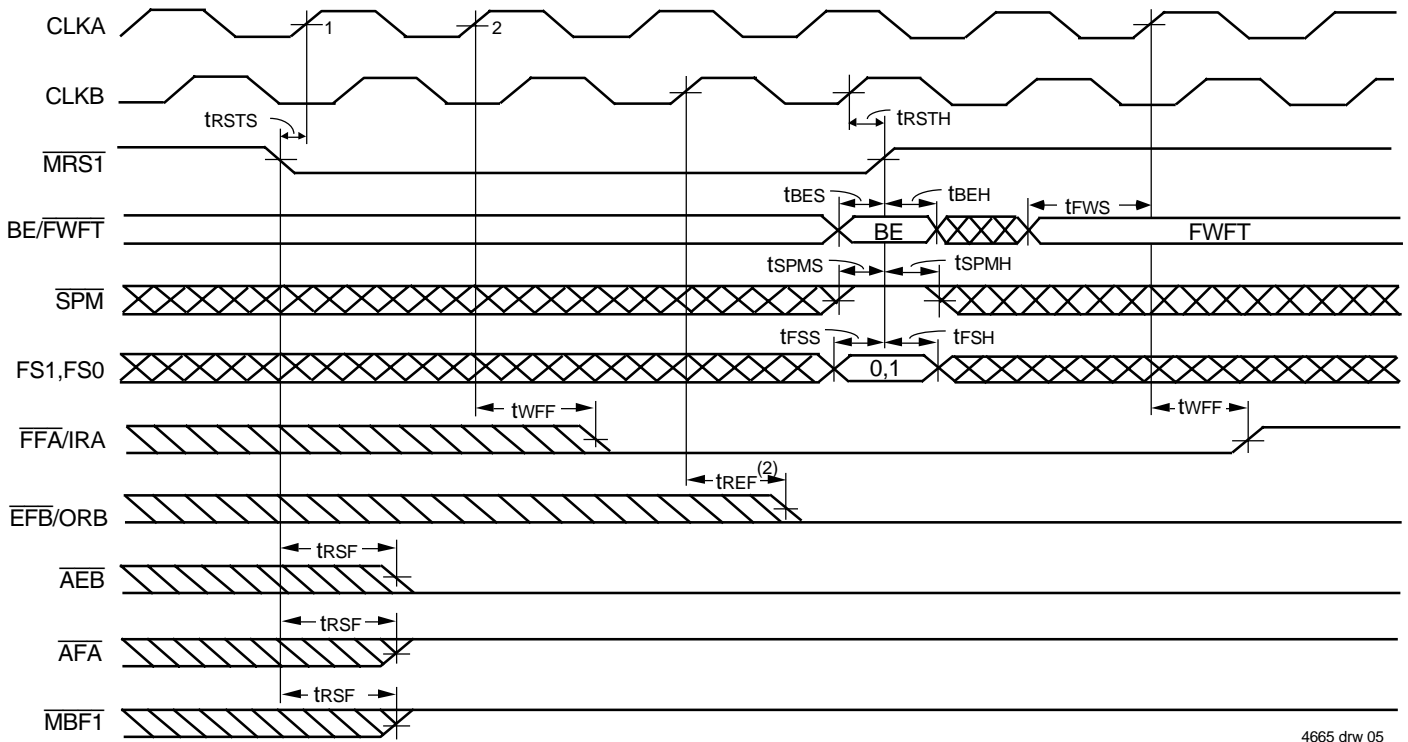 CLKA
1
2
CLKB
tRSTS
tRSTH
MRS1
tBES
tBEH
tFWS
BE/FWFT
BE
FWFT
tSPMS
tSPMH
SPM
tFSS
tFSH
FS1,FS0
0,1
tWFF
tWFF
FFA/IRA
tREF(2)
EFB/ORB
tRSF
AEB
tRSF
AFA
tRSF
MBF1
4665 drw 05